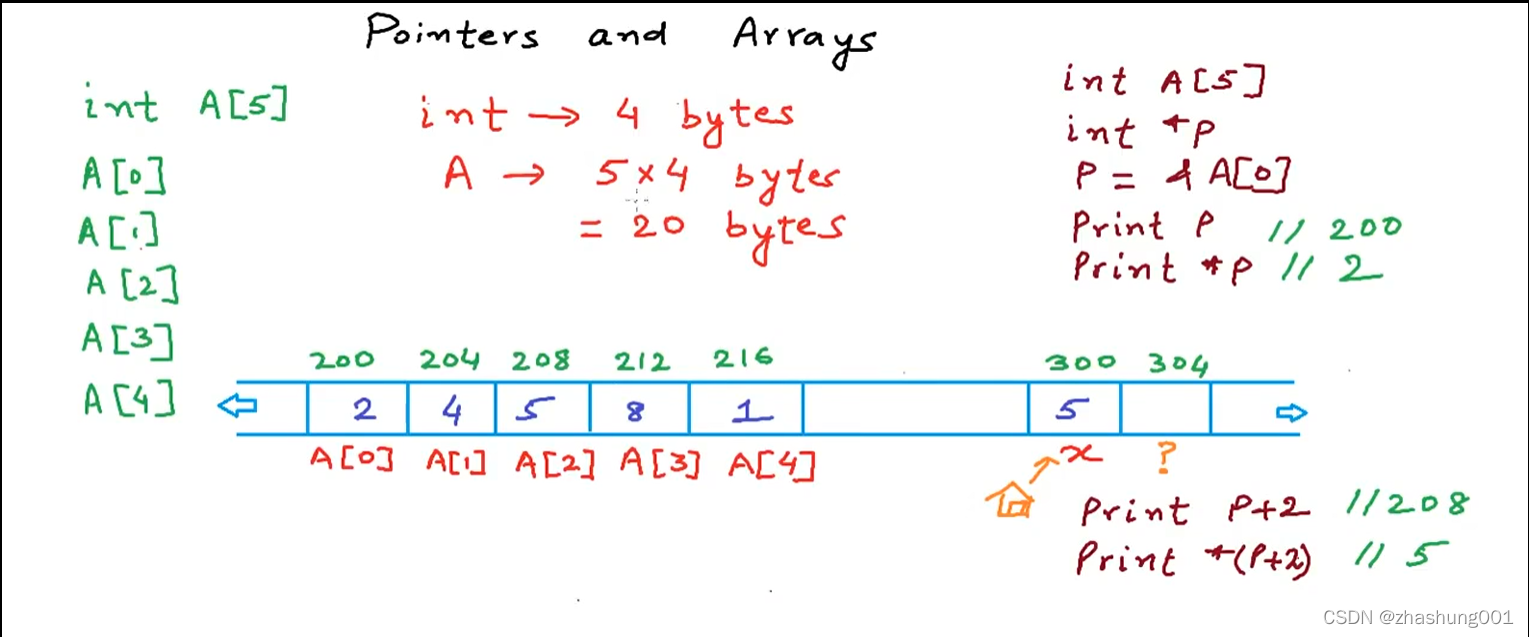 Pointers and Arrays
int A[5]
A[0]
A[1]
A[2]
A[3]
A[4]
int → 4 bytes
A → 5×4 bytes
= 20 bytes
int A[5]
int *P
P = &A[0]
Print P // 200
Print *P // 2
200 204 208 212 216 300 304
2 4 5 8 1 5
A[0] A[1] A[2] A[3] A[4] x ?
Print P+2 //208
Print *(P+2) // 5
CSDN @zhashung001